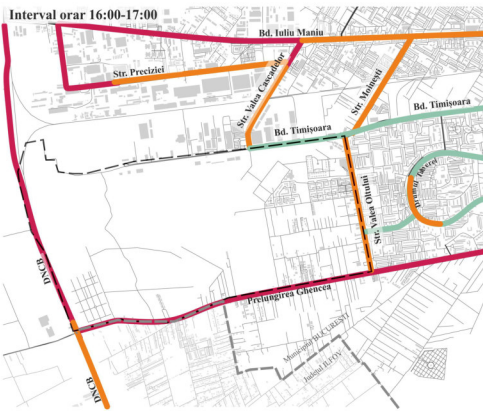 Interval orar 16:00-17:00
Bd. Iuliu Maniu
Str. Preciziei
Str. Valea Cascadelor
Str. Moinești
Bd. Timișoara
Bd. Timișoara
Drumul Taberei
Str. Valea Oltului
DNCB
Prelungirea Ghencea
Municipiul BUCUREȘTI
Județul ILFOV
DNCB